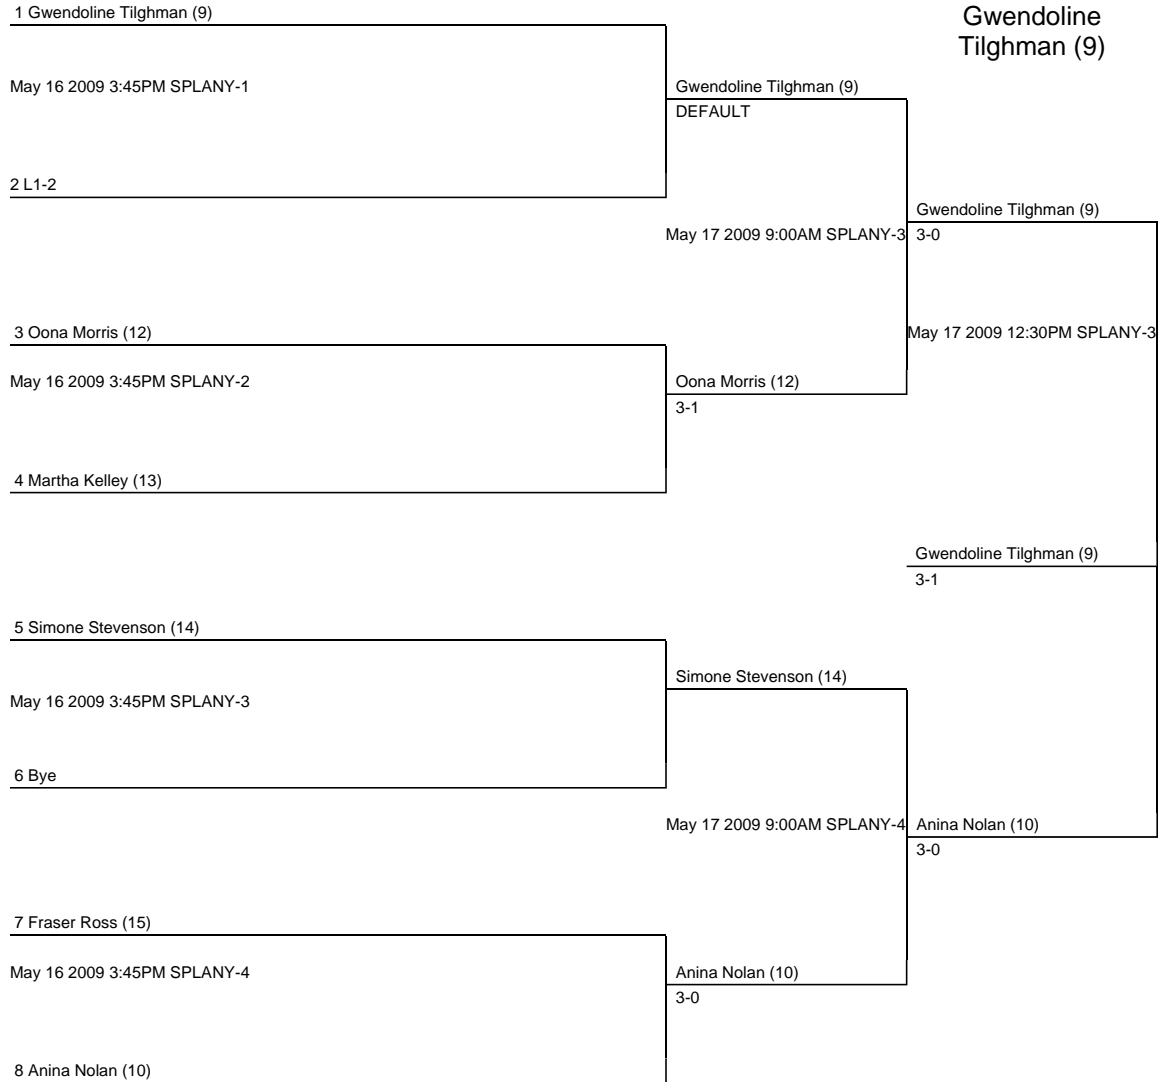 1 Gwendoline Tilghman (9)
Gwendoline
Tilghman (9)
May 16 2009 3:45PM SPLANY-1
Gwendoline Tilghman (9)
DEFAULT
2 L1-2
Gwendoline Tilghman (9)
May 17 2009 9:00AM SPLANY-3
3-0
3 Oona Morris (12)
May 17 2009 12:30PM SPLANY-3
May 16 2009 3:45PM SPLANY-2
Oona Morris (12)
3-1
4 Martha Kelley (13)
Gwendoline Tilghman (9)
3-1
5 Simone Stevenson (14)
Simone Stevenson (14)
May 16 2009 3:45PM SPLANY-3
6 Bye
May 17 2009 9:00AM SPLANY-4
Anina Nolan (10)
3-0
7 Fraser Ross (15)
May 16 2009 3:45PM SPLANY-4
Anina Nolan (10)
3-0
8 Anina Nolan (10)